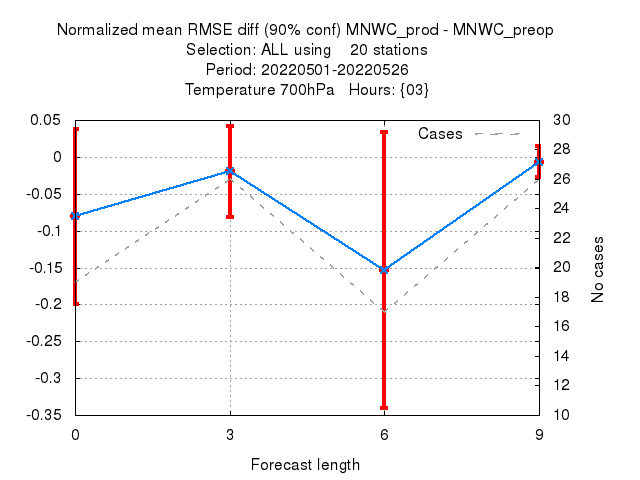 Normalized mean RMSE diff (90% conf) MNWC_prod - MNWC_preop
Selection: ALL using    20 stations
Period: 20220501-20220526
Temperature 700hPa   Hours: {03}
Cases
0.05
0
-0.05
-0.1
-0.15
-0.2
-0.25
-0.3
-0.35
30
28
26
24
22
20
18
16
14
12
10
No cases
0 3 6 9
Forecast length